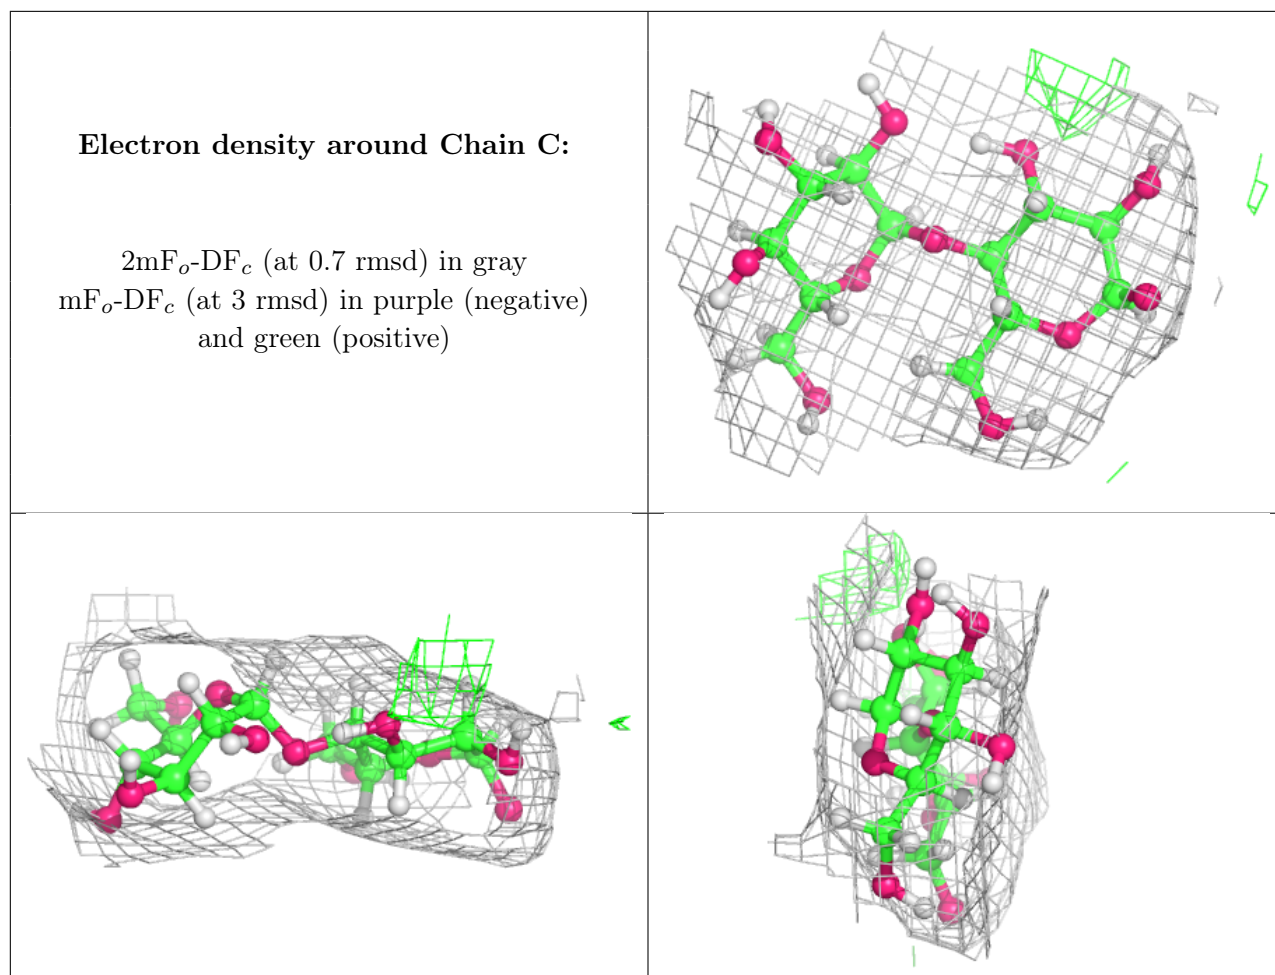 Electron density around Chain C:
2mFₒ-DF𝑐 (at 0.7 rmsd) in gray
mFₒ-DF𝑐 (at 3 rmsd) in purple (negative)
and green (positive)